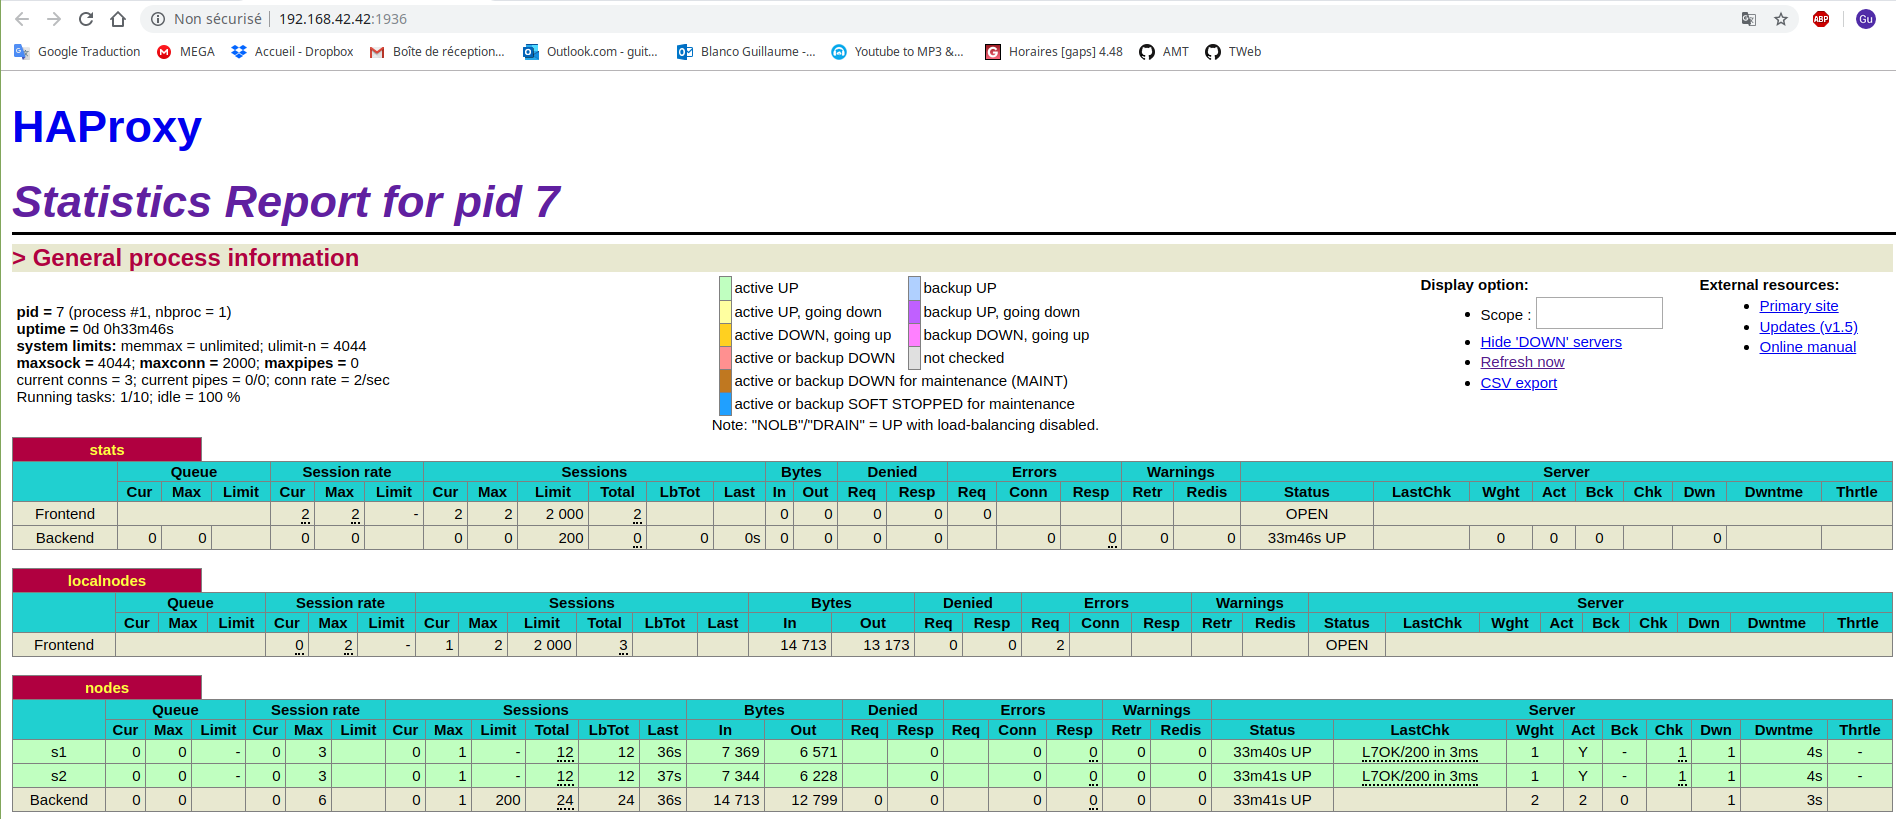 Non sécurisé | 192.168.42.42:1936
Google Traduction MEGA Accueil - Dropbox Boîte de réception... Outlook.com - guit... Blanco Guillaume -... Youtube to MP3 &... Horaires [gaps] 4.48 AMT TWeb
ABP
Gu
HAProxy
Statistics Report for pid 7
> General process information
pid = 7 (process #1, nbproc = 1)
uptime = 0d 0h33m46s
system limits: memmax = unlimited; ulimit-n = 4044
maxsock = 4044; maxconn = 2000; maxpipes = 0
current conns = 3; current pipes = 0/0; conn rate = 2/sec
Running tasks: 1/10; idle = 100 %
active UP backup UP
active UP, going down backup UP, going down
active DOWN, going up backup DOWN, going up
active or backup DOWN not checked
active or backup DOWN for maintenance (MAINT)
active or backup SOFT STOPPED for maintenance
Note: "NOLB"/"DRAIN" = UP with load-balancing disabled.
Display option:
Scope :
Hide 'DOWN' servers
Refresh now
CSV export
External resources:
Primary site
Updates (v1.5)
Online manual
stats
Queue Session rate Sessions Bytes Denied Errors Warnings Server
Cur Max Limit Cur Max Limit Cur Max Limit Total LbTot Last In Out Req Resp Req Conn Resp Retr Redis Status LastChk Wght Act Bck Chk Dwn Dwntme Thrtle
Frontend 2 2 - 2 2 2 000 2 0 0 0 0 0 OPEN
Backend 0 0 0 0 0 0 200 0 0 0s 0 0 0 0 0 0 0 0 33m46s UP 0 0 0 0
localnodes
Queue Session rate Sessions Bytes Denied Errors Warnings Server
Cur Max Limit Cur Max Limit Cur Max Limit Total LbTot Last In Out Req Resp Req Conn Resp Retr Redis Status LastChk Wght Act Bck Chk Dwn Dwntme Thrtle
Frontend 0 2 - 1 2 2 000 3 14 713 13 173 0 0 2 OPEN
nodes
Queue Session rate Sessions Bytes Denied Errors Warnings Server
Cur Max Limit Cur Max Limit Cur Max Limit Total LbTot Last In Out Req Resp Req Conn Resp Retr Redis Status LastChk Wght Act Bck Chk Dwn Dwntme Thrtle
s1 0 0 - 0 3 0 1 - 12 12 36s 7 369 6 571 0 0 0 0 0 33m40s UP L7OK/200 in 3ms 1 Y - 1 1 4s -
s2 0 0 - 0 3 0 1 - 12 12 37s 7 344 6 228 0 0 0 0 0 33m41s UP L7OK/200 in 3ms 1 Y - 1 1 4s -
Backend 0 0 0 6 0 1 200 24 24 36s 14 713 12 799 0 0 0 0 0 0 33m41s UP 2 2 0 1 3s